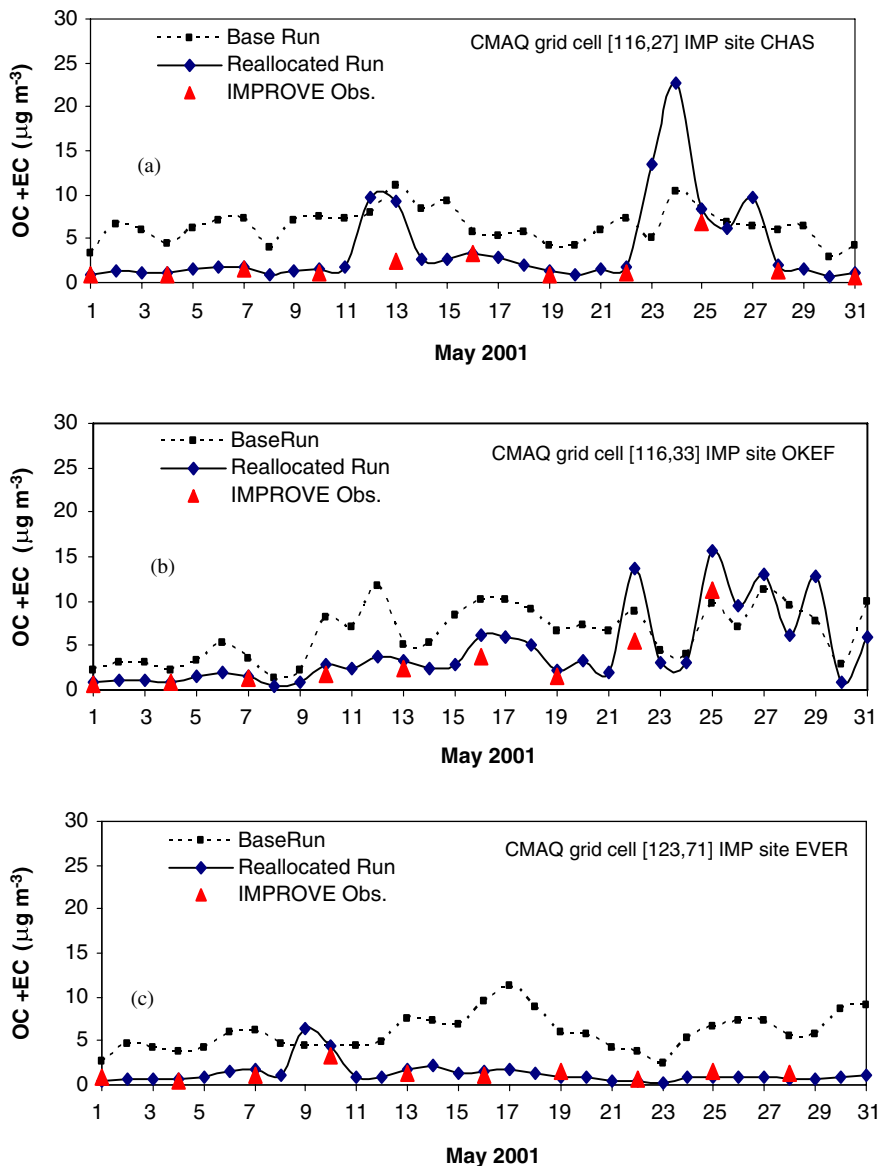 30
25
20
15
10
5
0
OC +EC (μg m-3)
Base Run
Reallocated Run
IMPROVE Obs.
CMAQ grid cell [116,27] IMP site CHAS
(a)
1 3 5 7 9 11 13 15 17 19 21 23 25 27 29 31
May 2001
30
25
20
15
10
5
0
OC +EC (μg m-3)
BaseRun
Reallocated Run
IMPROVE Obs.
CMAQ grid cell [116,33] IMP site OKEF
(b)
1 3 5 7 9 11 13 15 17 19 21 23 25 27 29 31
May 2001
30
25
20
15
10
5
0
OC +EC (μg m-3)
BaseRun
Reallocated Run
IMPROVE Obs.
CMAQ grid cell [123,71] IMP site EVER
(c)
1 3 5 7 9 11 13 15 17 19 21 23 25 27 29 31
May 2001